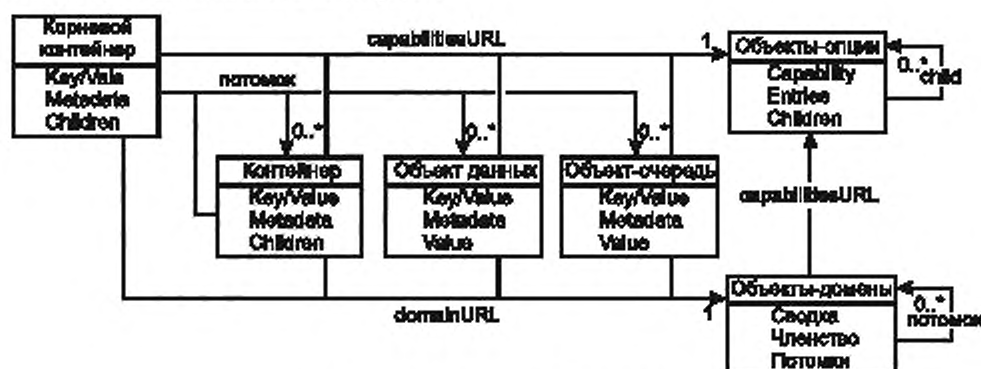 Корневой
контейнер
Key/Vale
Metadata
Children
capabilitiesURL
1
потомок
0..*
0..*
0..*
Объекты-опции
Capability
Entries
Children
0..*
child
Контейнер
Key/Value
Metadata
Children
Объект данных
Key/Value
Metadata
Value
Объект-очередь
Key/Value
Metadata
Value
capabilitiesURL
domainURL
1
Объекты-домены
Сводка
Членство
Потомки
0..*
потомок